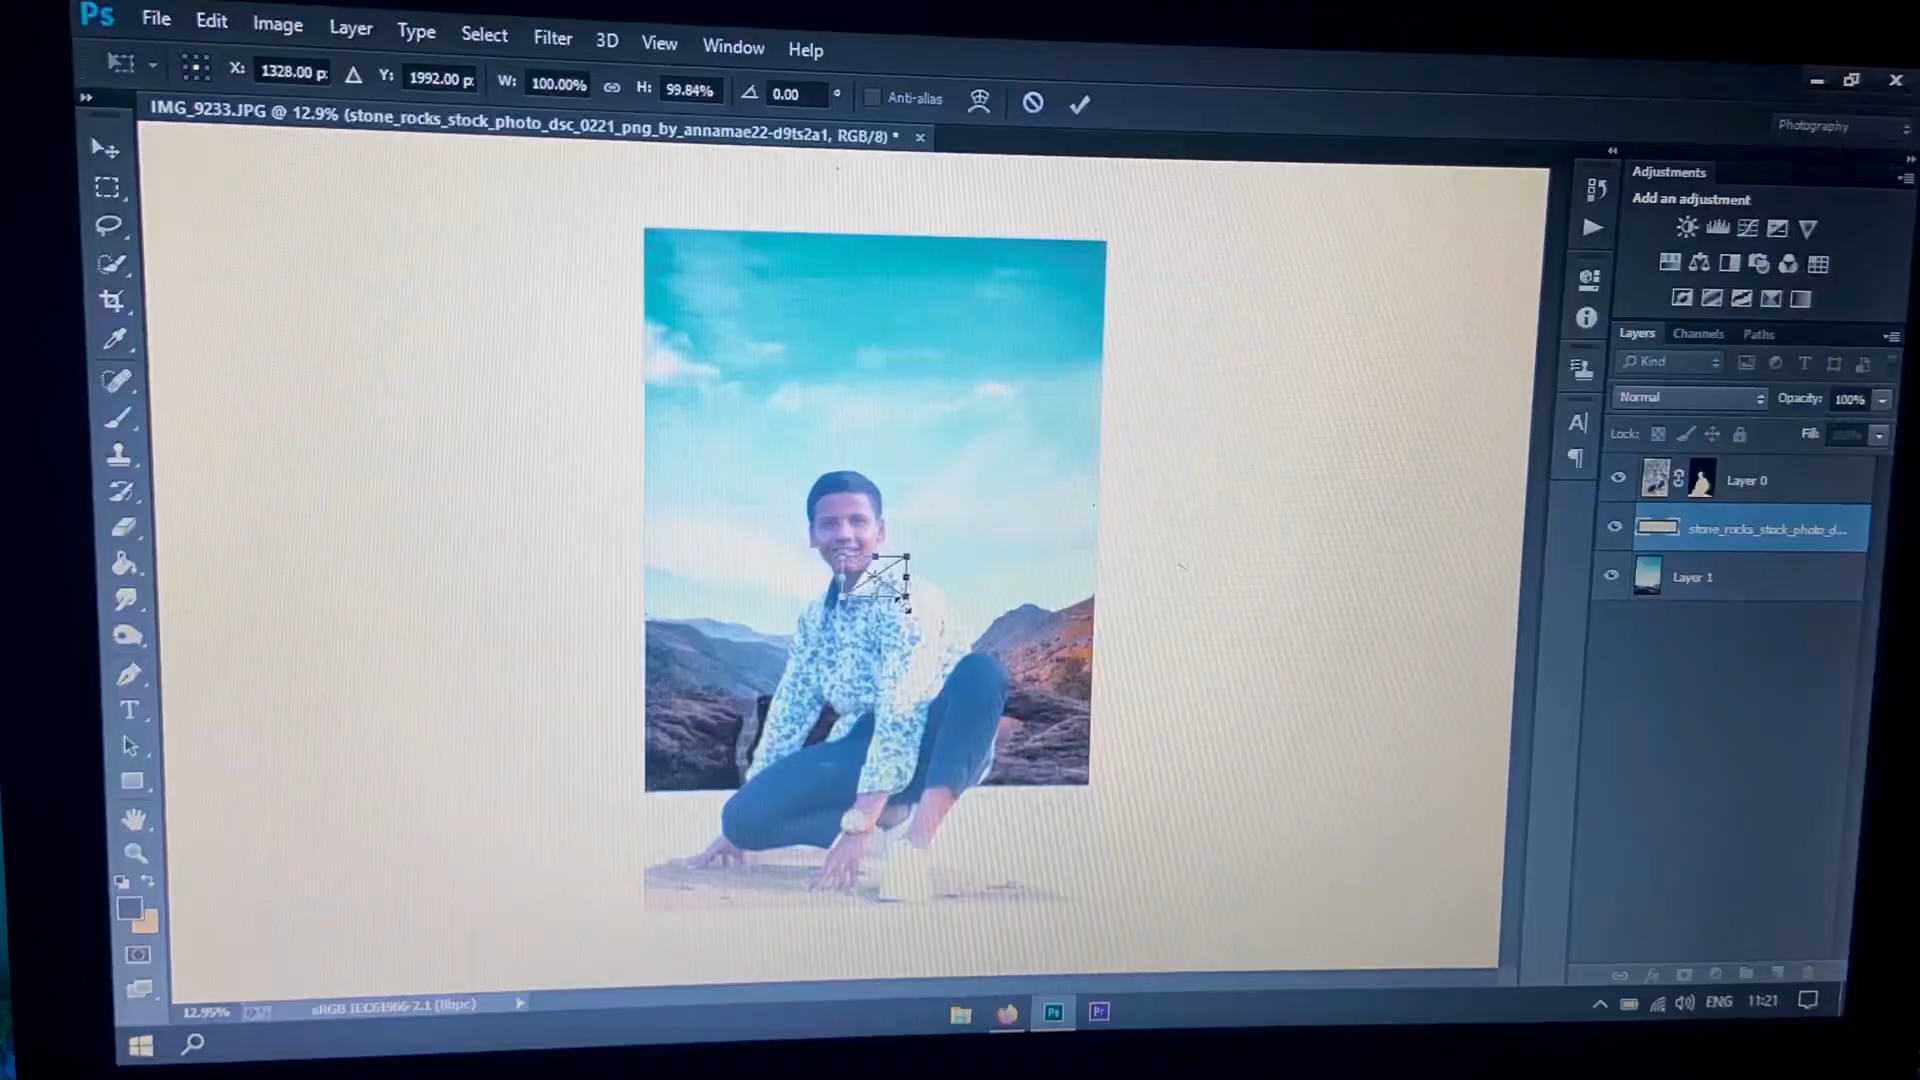 Ps File Edit Image Layer Type Select Filter 3D View Window Help
X: 1328.00 p: Δ Y: 1992.00 p: W: 100.00% H: 99.84% 0.00 ° Anti-alias
IMG_9233.JPG @ 12.9% (stone_rocks_stock_photo_dsc_0221_png_by_annamae22-d9ts2a1, RGB/8) * ×
Photography
Adjustments
Add an adjustment
Layers Channels Paths
Kind
Normal Opacity: 100%
Lock: Fill:
Layer 0
stone_rocks_stock_photo_d...
Layer 1
12.95% sRGB IEC61966-2.1 (8bpc)
Ps Pr
ENG 11:21